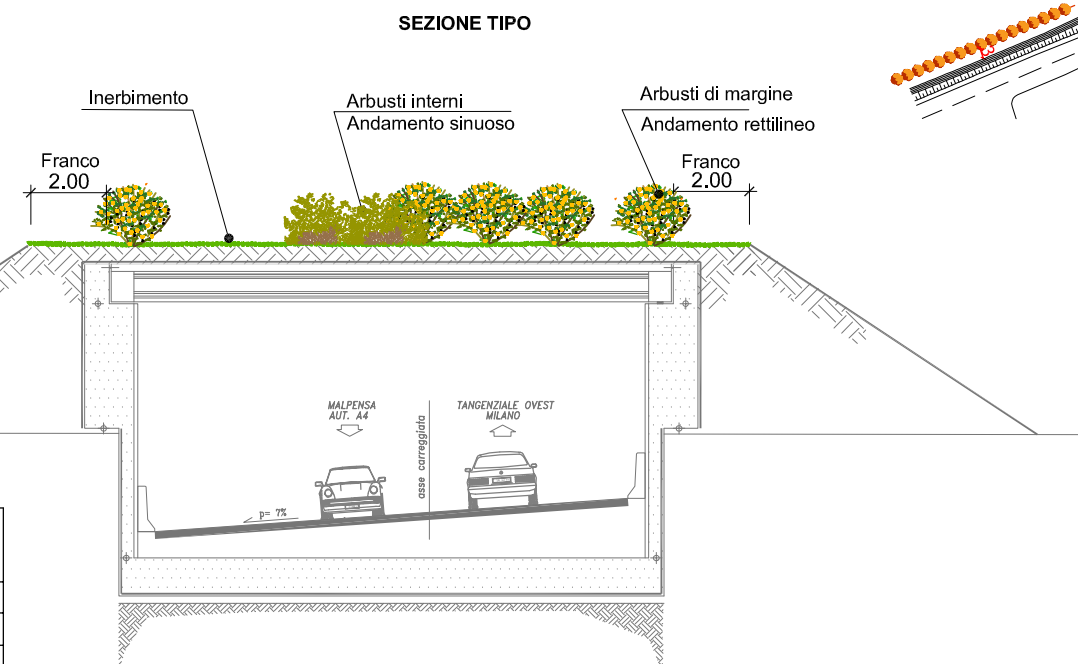 SEZIONE TIPO
Inerbimento
Arbusti interni
Andamento sinuoso
Arbusti di margine
Andamento rettilineo
Franco
2.00
Franco
2.00
MALPENSA
AUT. A4
asse carreggiata
TANGENZIALE OVEST
MILANO
p= 7%